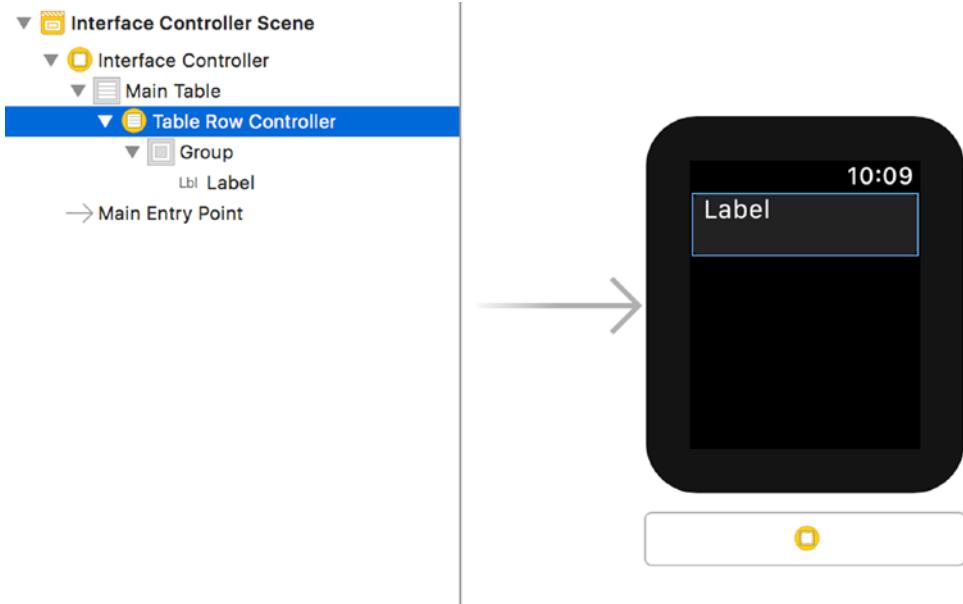 Interface Controller Scene
Interface Controller
Main Table
Table Row Controller
Group
Lbl Label
Main Entry Point
10:09
Label